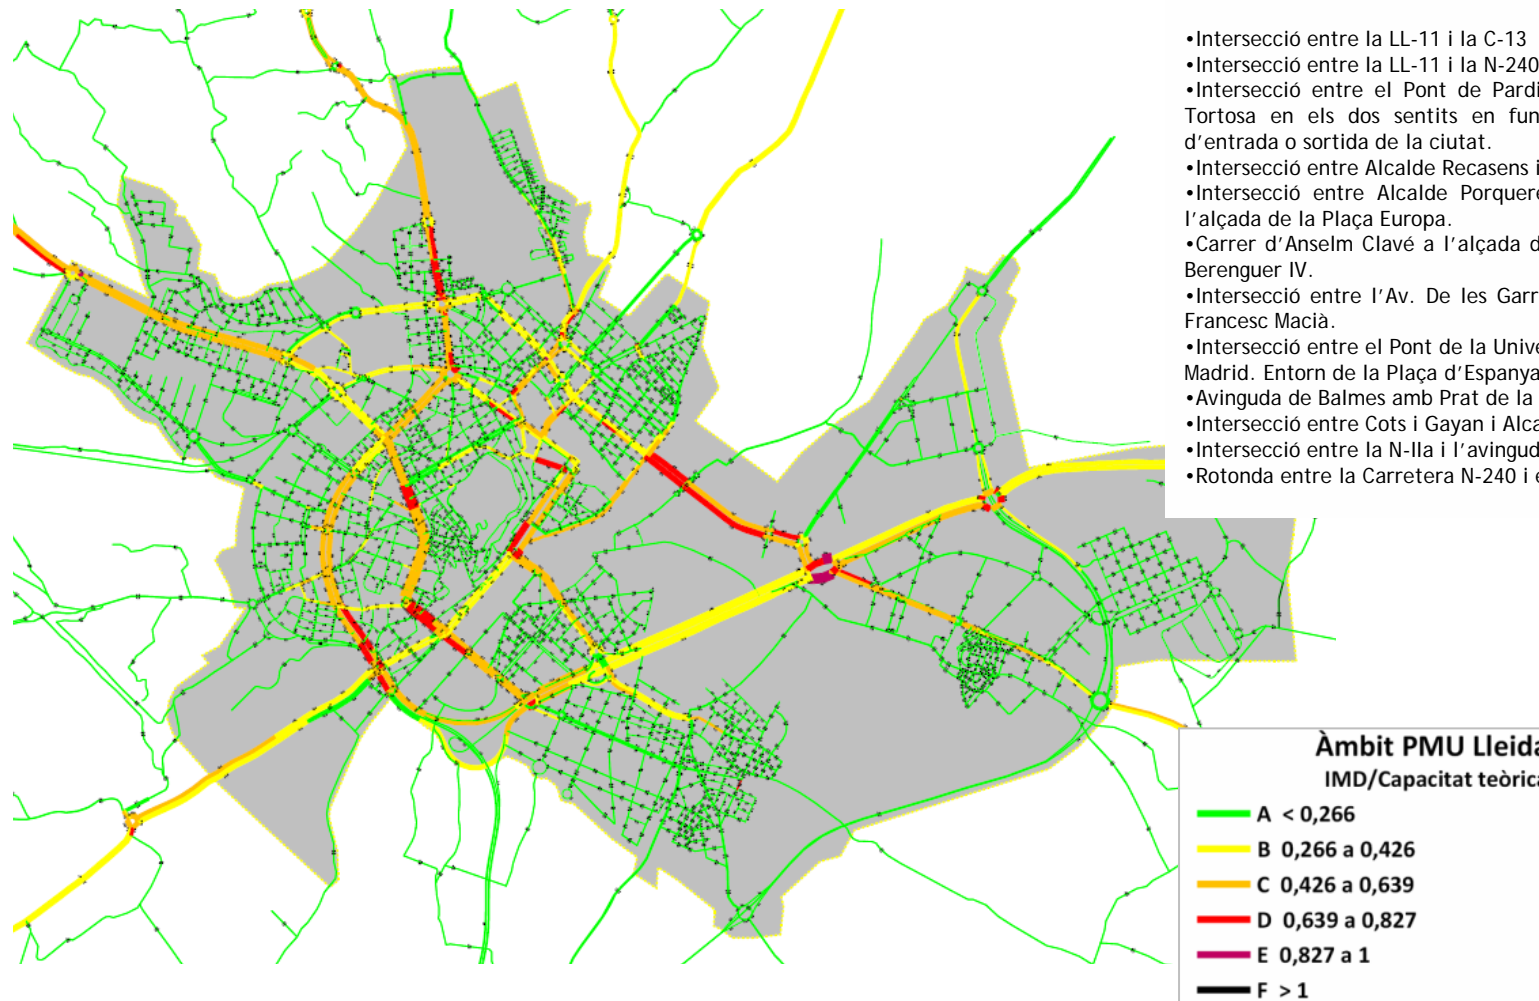 •Intersecció entre la LL-11 i la C-13
•Intersecció entre la LL-11 i la N-240
•Intersecció entre el Pont de Pardi
Tortosa en els dos sentits en fun
d'entrada o sortida de la ciutat.
•Intersecció entre Alcalde Recasens i
•Intersecció entre Alcalde Porquere
l'alçada de la Plaça Europa.
•Carrer d'Anselm Clavé a l'alçada d
Berenguer IV.
•Intersecció entre l'Av. De les Garr
Francesc Macià.
•Intersecció entre el Pont de la Unive
Madrid. Entorn de la Plaça d'Espanya
•Avinguda de Balmes amb Prat de la
•Intersecció entre Cots i Gayan i Alca
•Intersecció entre la N-IIa i l'avingud
•Rotonda entre la Carretera N-240 i e
Àmbit PMU Lleida
IMD/Capacitat teòrica
A < 0,266
B 0,266 a 0,426
C 0,426 a 0,639
D 0,639 a 0,827
E 0,827 a 1
F > 1